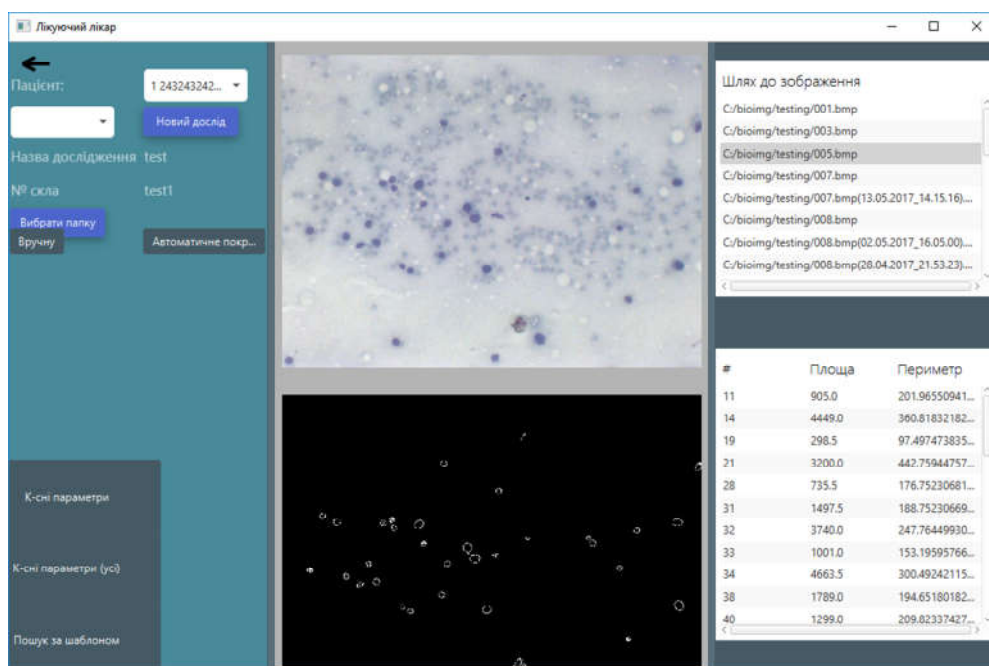 Лікуючий лікар
Пацієнт:
1 243243242...
Новий дослід
Назва дослідження test
№ скла test1
Вибрати папку
Вручну
Автоматичне покр...
К-сні параметри
К-сні параметри (усі)
Пошук за шаблоном
Шлях до зображення
C:/bioimg/testing/001.bmp
C:/bioimg/testing/003.bmp
C:/bioimg/testing/005.bmp
C:/bioimg/testing/007.bmp
C:/bioimg/testing/007.bmp(13.05.2017_14.15.16)....
C:/bioimg/testing/008.bmp
C:/bioimg/testing/008.bmp(02.05.2017_16.05.00)....
C:/bioimg/testing/008.bmp(28.04.2017_21.53.23)....
# Площа Периметр
11 905.0 201.96550941...
14 4449.0 360.81832182...
19 298.5 97.497473835...
21 3200.0 442.75944757...
28 735.5 176.75230681...
31 1497.5 188.75230669...
32 3740.0 247.76449930...
33 1001.0 153.19595766...
34 4663.5 300.49242115...
38 1789.0 194.65180182...
40 1299.0 209.82337427...